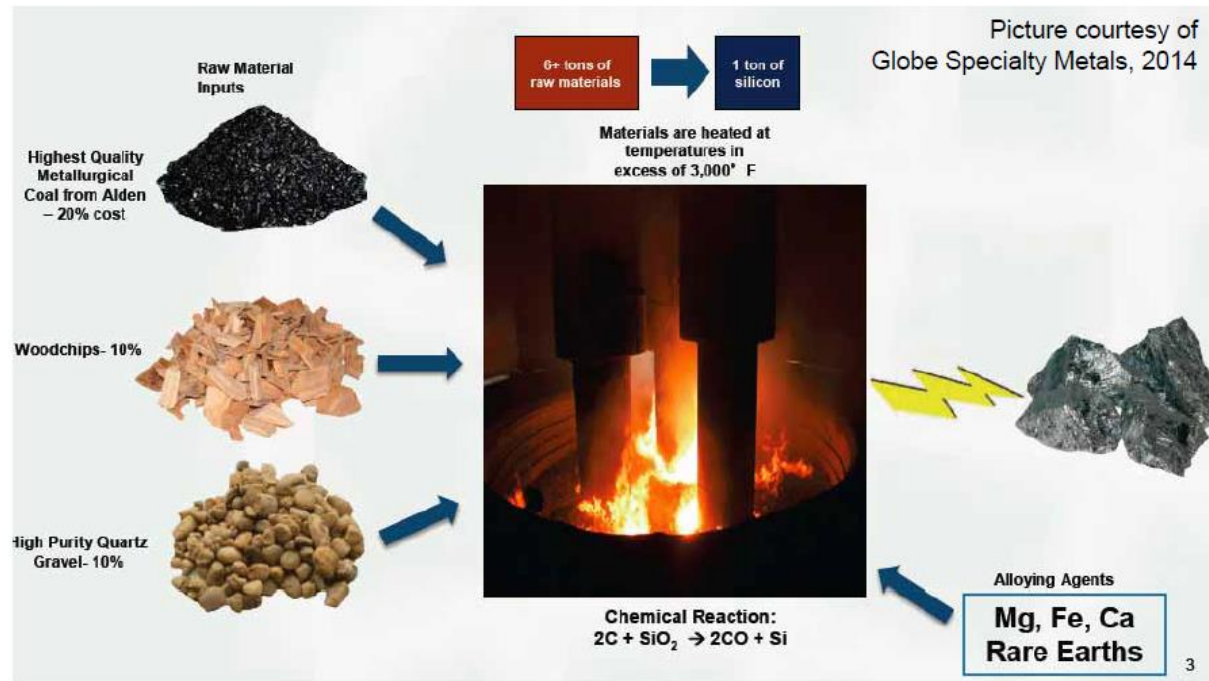 Picture courtesy of
Globe Specialty Metals, 2014
Raw Material
Inputs
6+ tons of
raw materials
1 ton of
silicon
Materials are heated at
temperatures in
excess of 3,000° F
Highest Quality
Metallurgical
Coal from Alden
– 20% cost
Woodchips- 10%
High Purity Quartz
Gravel- 10%
Chemical Reaction:
2C + SiO₂ → 2CO + Si
Alloying Agents
Mg, Fe, Ca
Rare Earths
3